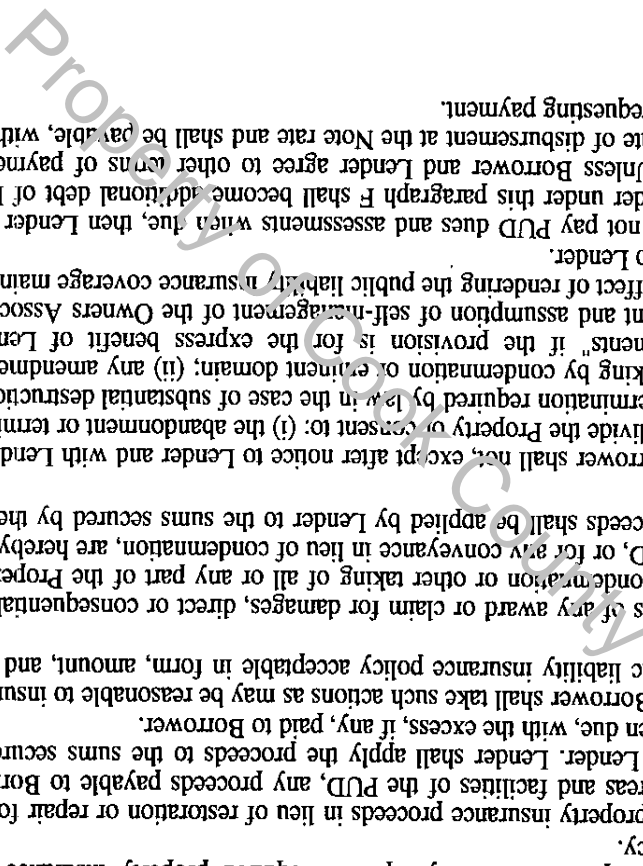 property insurance
cy.
property insurance proceeds in lieu of restoration or repair fo
reas and facilities of the PUD, any proceeds payable to Bor
Lender. Lender shall apply the proceeds to the sums secure
en due, with the excess, if any, paid to Borrower.
Borrower shall take such actions as may be reasonable to insu
c liability insurance policy acceptable in form, amount, and
s of any award or claim for damages, direct or consequential
ondemnation or other taking of all or any part of the Prope
D, or for any conveyance in lieu of condemnation, are hereby
ceeds shall be applied by Lender to the sums secured by the
rrower shall not, except after notice to Lender and with Lend
divide the Property or consent to: (i) the abandonment or termi
ermination required by law in the case of substantial destruction
king by condemnation or eminent domain; (ii) any amendme
ments" if the provision is for the express benefit of Len
nt and assumption of self-management of the Owners Assoc
ffect of rendering the public liability insurance coverage main
o Lender.
not pay PUD dues and assessments when due, then Lender
der under this paragraph F shall become additional debt of
Unless Borrower and Lender agree to other terms of payme
te of disbursement at the Note rate and shall be payable, with
requesting payment.
Property of Cook County